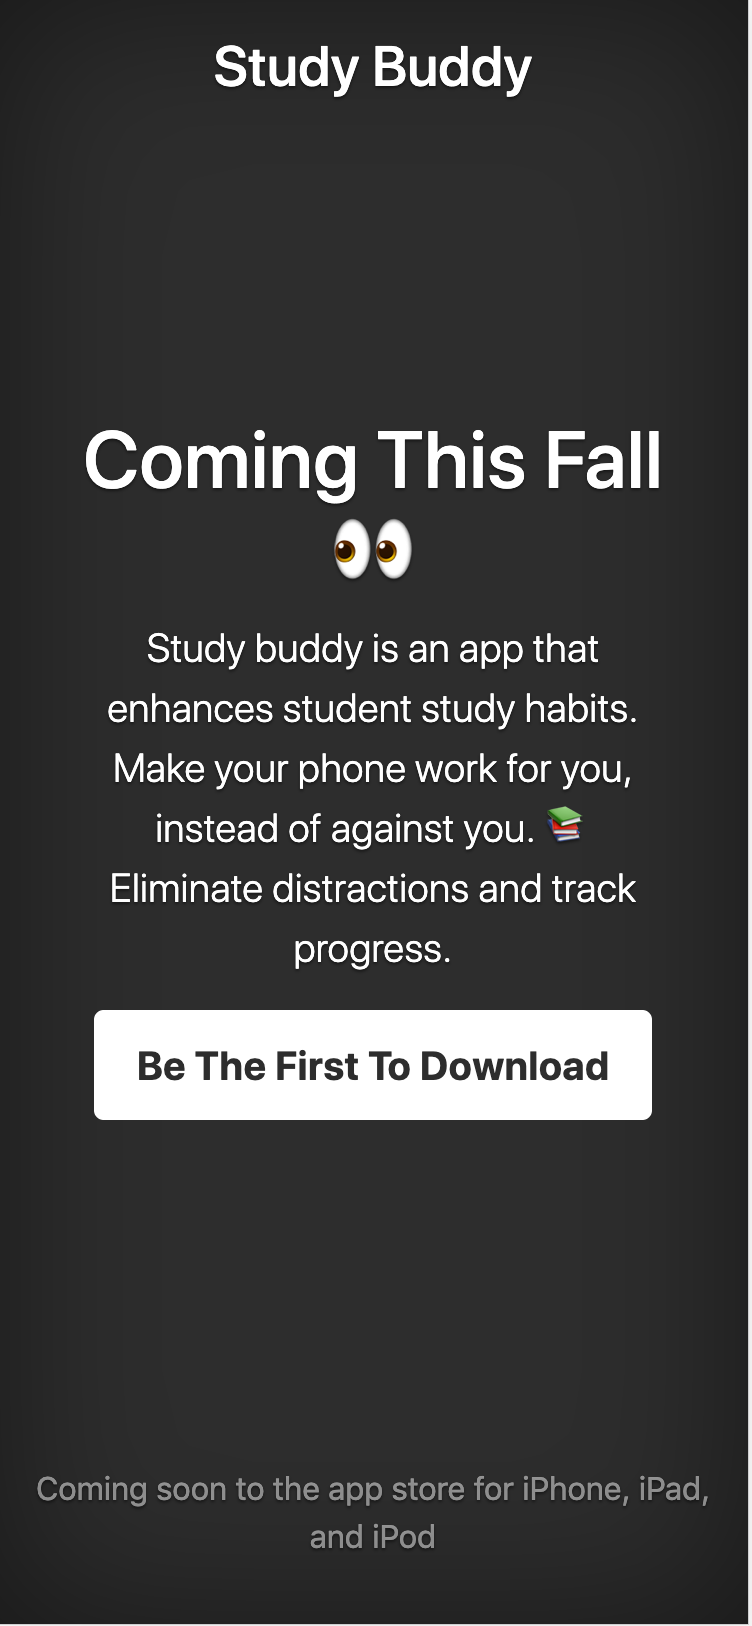 Study Buddy
Coming This Fall
👀
Study buddy is an app that
enhances student study habits.
Make your phone work for you,
instead of against you. 📚
Eliminate distractions and track
progress.
Be The First To Download
Coming soon to the app store for iPhone, iPad,
and iPod